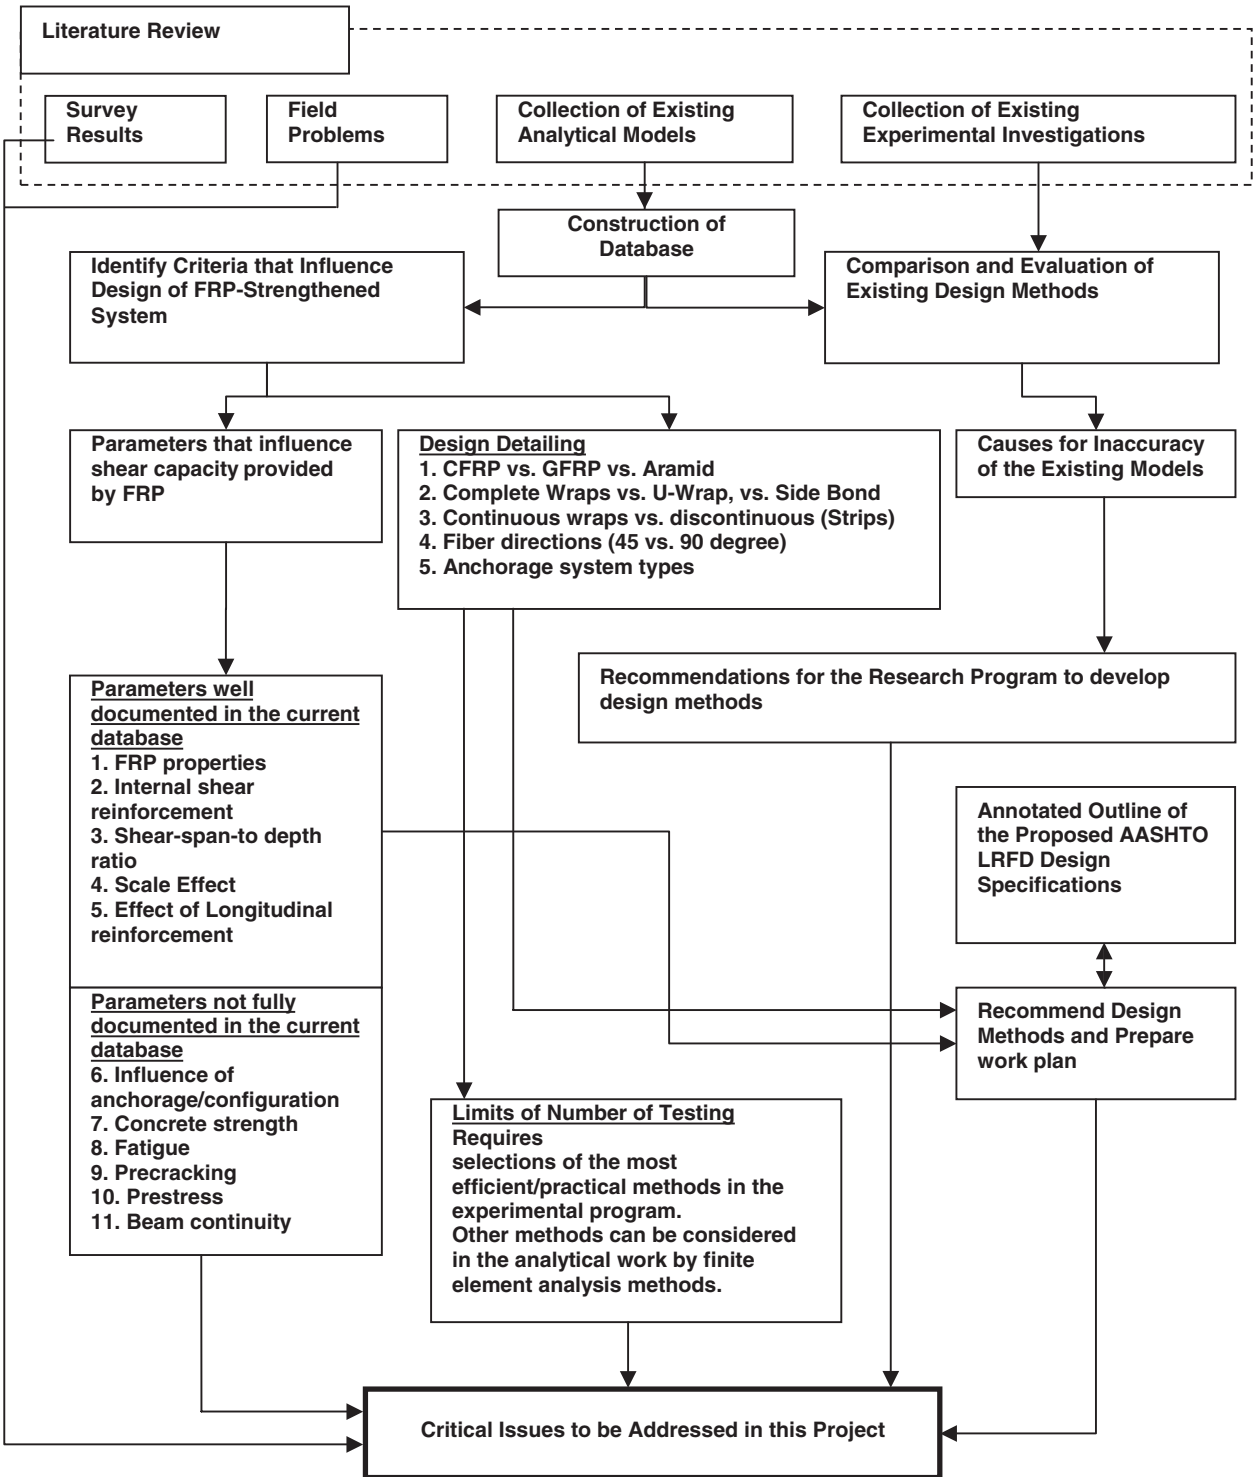 Literature Review
Survey
Results
Field
Problems
Collection of Existing
Analytical Models
Collection of Existing
Experimental Investigations
Construction of
Database
Identify Criteria that Influence
Design of FRP-Strengthened
System
Comparison and Evaluation of
Existing Design Methods
Parameters that influence
shear capacity provided
by FRP
Design Detailing
1. CFRP vs. GFRP vs. Aramid
2. Complete Wraps vs. U-Wrap, vs. Side Bond
3. Continuous wraps vs. discontinuous (Strips)
4. Fiber directions (45 vs. 90 degree)
5. Anchorage system types
Causes for Inaccuracy
of the Existing Models
Recommendations for the Research Program to develop
design methods
Parameters well
documented in the current
database
1. FRP properties
2. Internal shear
reinforcement
3. Shear-span-to depth
ratio
4. Scale Effect
5. Effect of Longitudinal
reinforcement
Annotated Outline of
the Proposed AASHTO
LRFD Design
Specifications
Parameters not fully
documented in the current
database
6. Influence of
anchorage/configuration
7. Concrete strength
8. Fatigue
9. Precracking
10. Prestress
11. Beam continuity
Recommend Design
Methods and Prepare
work plan
Limits of Number of Testing
Requires
selections of the most
efficient/practical methods in the
experimental program.
Other methods can be considered
in the analytical work by finite
element analysis methods.
Critical Issues to be Addressed in this Project